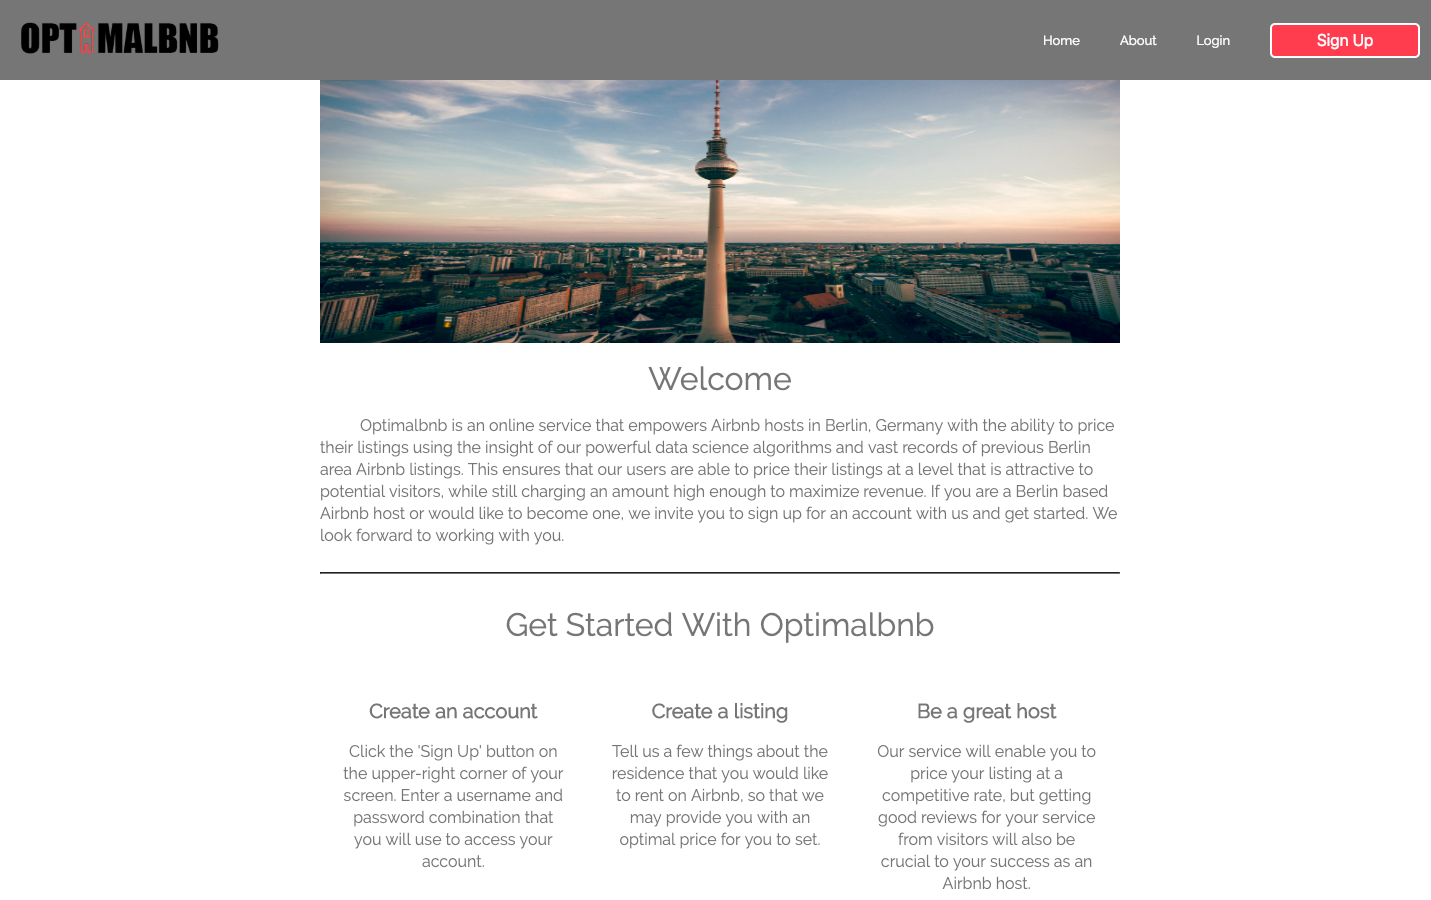 OPTIMALBNB
Home
About
Login
Sign Up
Welcome
Optimalbnb is an online service that empowers Airbnb hosts in Berlin, Germany with the ability to price
their listings using the insight of our powerful data science algorithms and vast records of previous Berlin
area Airbnb listings. This ensures that our users are able to price their listings at a level that is attractive to
potential visitors, while still charging an amount high enough to maximize revenue. If you are a Berlin based
Airbnb host or would like to become one, we invite you to sign up for an account with us and get started. We
look forward to working with you.
Get Started With Optimalbnb
Create an account
Click the 'Sign Up' button on
the upper-right corner of your
screen. Enter a username and
password combination that
you will use to access your
account.
Create a listing
Tell us a few things about the
residence that you would like
to rent on Airbnb, so that we
may provide you with an
optimal price for you to set.
Be a great host
Our service will enable you to
price your listing at a
competitive rate, but getting
good reviews for your service
from visitors will also be
crucial to your success as an
Airbnb host.